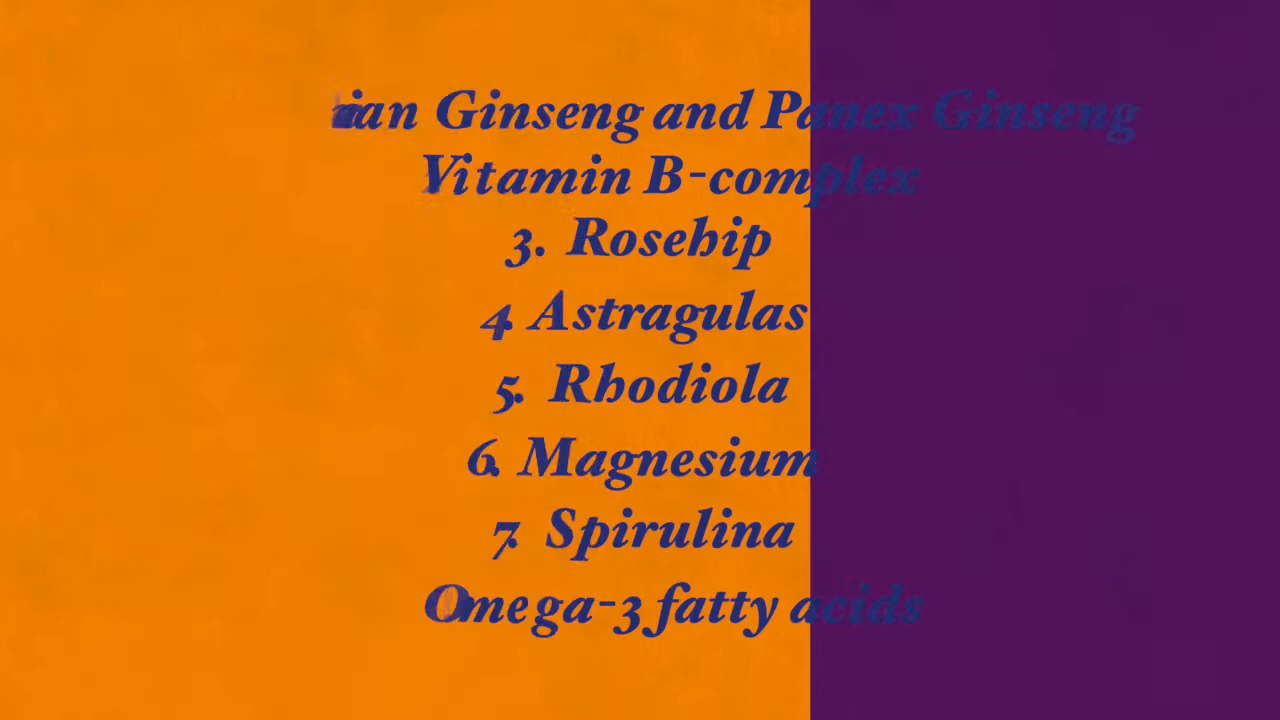 Ginseng and Panex Ginseng
Vitamin B-complex
3. Rosehip
4 Astragulas
5. Rhodiola
6. Magnesium
7. Spirulina
Omega-3 fatty acids